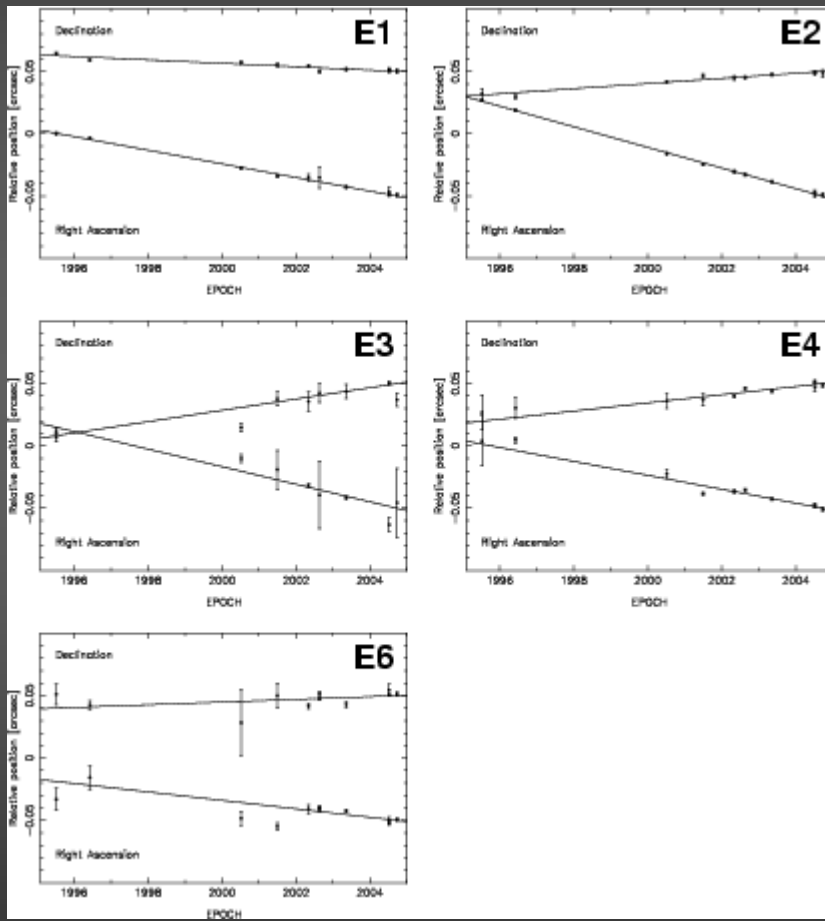 Declination E1
0.05
0
−0.05
Relative position [arcsec]
Right Ascension
1996 1998 2000 2002 2004
EPOCH
Declination E2
0.05
0
−0.05
Relative position [arcsec]
Right Ascension
1996 1998 2000 2002 2004
EPOCH
Declination E3
0.05
0
−0.05
Relative position [arcsec]
Right Ascension
1996 1998 2000 2002 2004
EPOCH
Declination E4
0.05
0
−0.05
Relative position [arcsec]
Right Ascension
1996 1998 2000 2002 2004
EPOCH
Declination E6
0.05
0
−0.05
Relative position [arcsec]
Right Ascension
1996 1998 2000 2002 2004
EPOCH